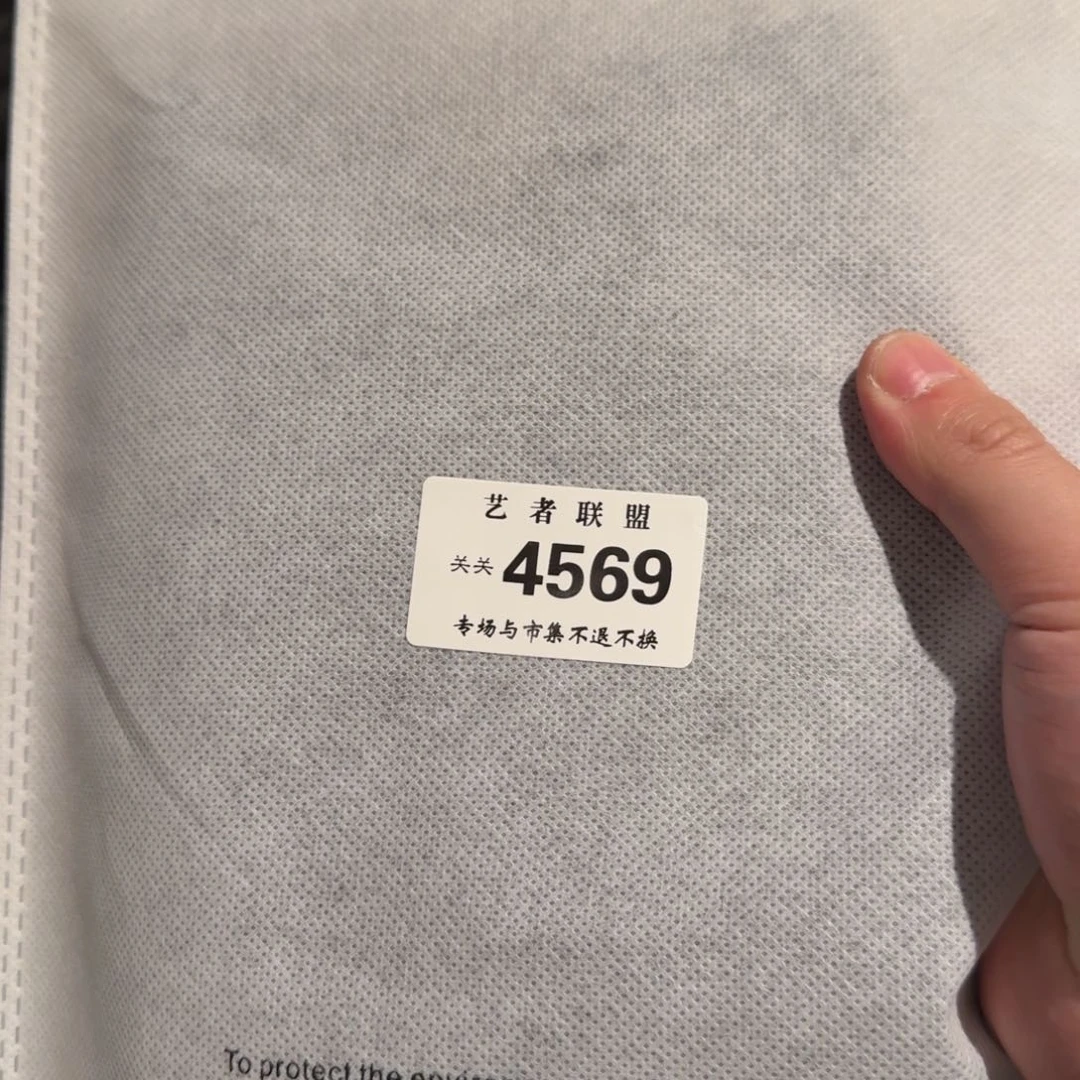 艺者联盟
关关 4569
专场与市集不退不换
To protect the